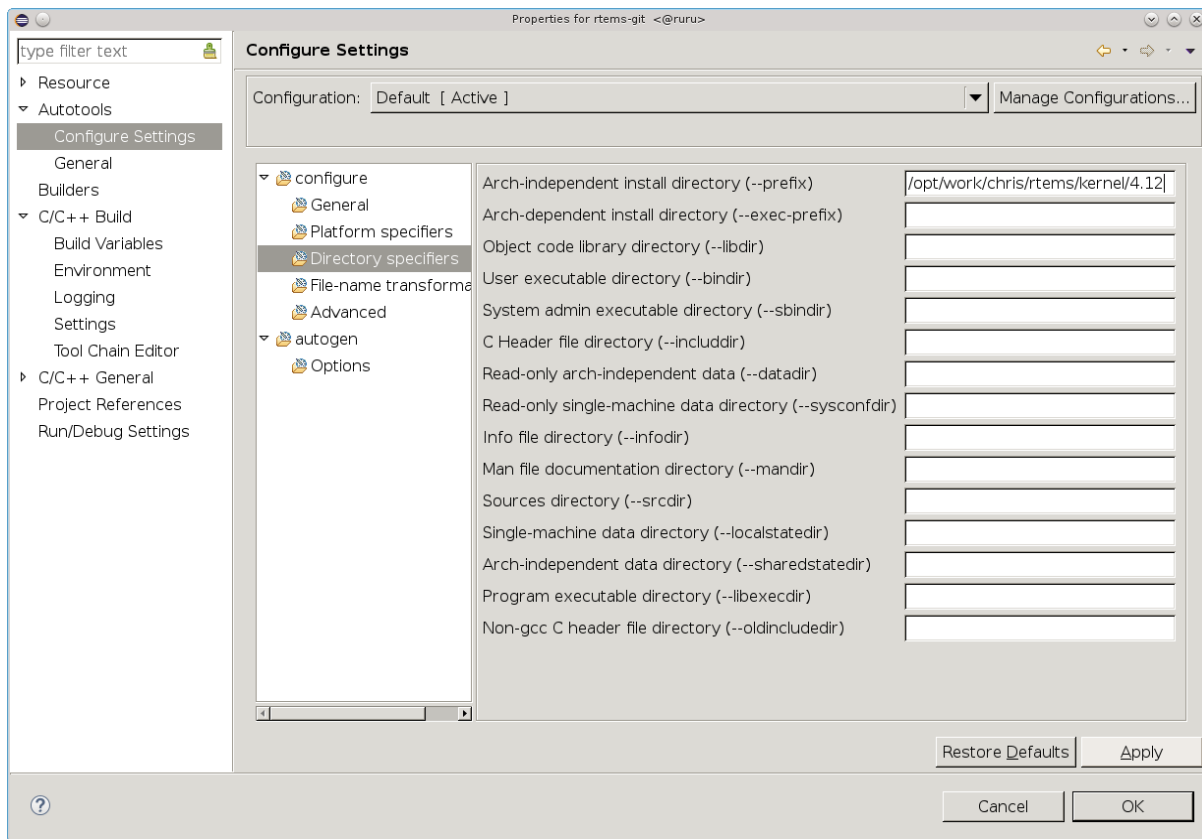 Properties for rtems-git <@ruru>
type filter text
Resource
Autotools
Configure Settings
General
Builders
C/C++ Build
Build Variables
Environment
Logging
Settings
Tool Chain Editor
C/C++ General
Project References
Run/Debug Settings
Configure Settings
Configuration: Default [ Active ] Manage Configurations...
configure
General
Platform specifiers
Directory specifiers
File-name transforma
Advanced
autogen
Options
Arch-independent install directory (--prefix) /opt/work/chris/rtems/kernel/4.12
Arch-dependent install directory (--exec-prefix)
Object code library directory (--libdir)
User executable directory (--bindir)
System admin executable directory (--sbindir)
C Header file directory (--includdir)
Read-only arch-independent data (--datadir)
Read-only single-machine data directory (--sysconfdir)
Info file directory (--infodir)
Man file documentation directory (--mandir)
Sources directory (--srcdir)
Single-machine data directory (--localstatedir)
Arch-independent data directory (--sharedstatedir)
Program executable directory (--libexecdir)
Non-gcc C header file directory (--oldincludedir)
Restore Defaults Apply
? Cancel OK